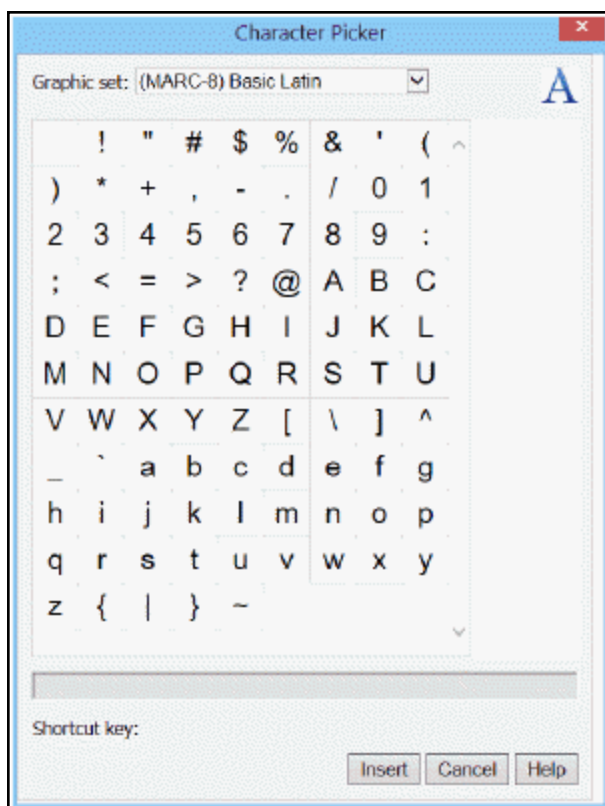 Character Picker
Graphic set: (MARC-8) Basic Latin
A
! " # $ % & ' (
) * + , - . / 0 1
2 3 4 5 6 7 8 9 :
; < = > ? @ A B C
D E F G H I J K L
M N O P Q R S T U
V W X Y Z [ \ ] ^
_ ` a b c d e f g
h i j k l m n o p
q r s t u v w x y
z { | } ~
Shortcut key:
Insert Cancel Help